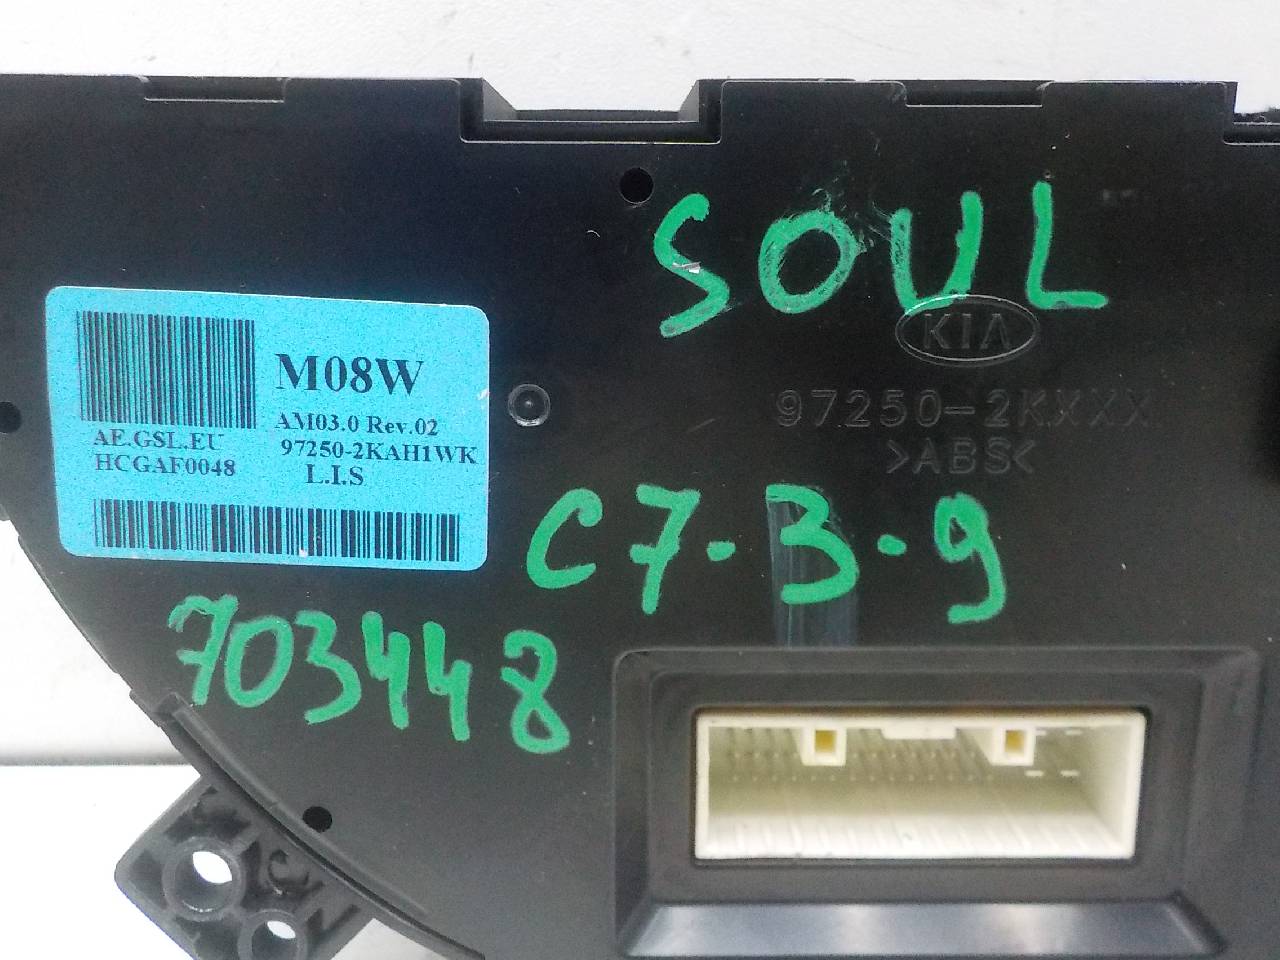 SOUL
KIA
97250-2KXXX
>ABS<
M08W
AM03.0 Rev.02
AE.GSL.EU
97250-2KAH1WK
HCGAF0048
L.I.S
C7-3-9
703448